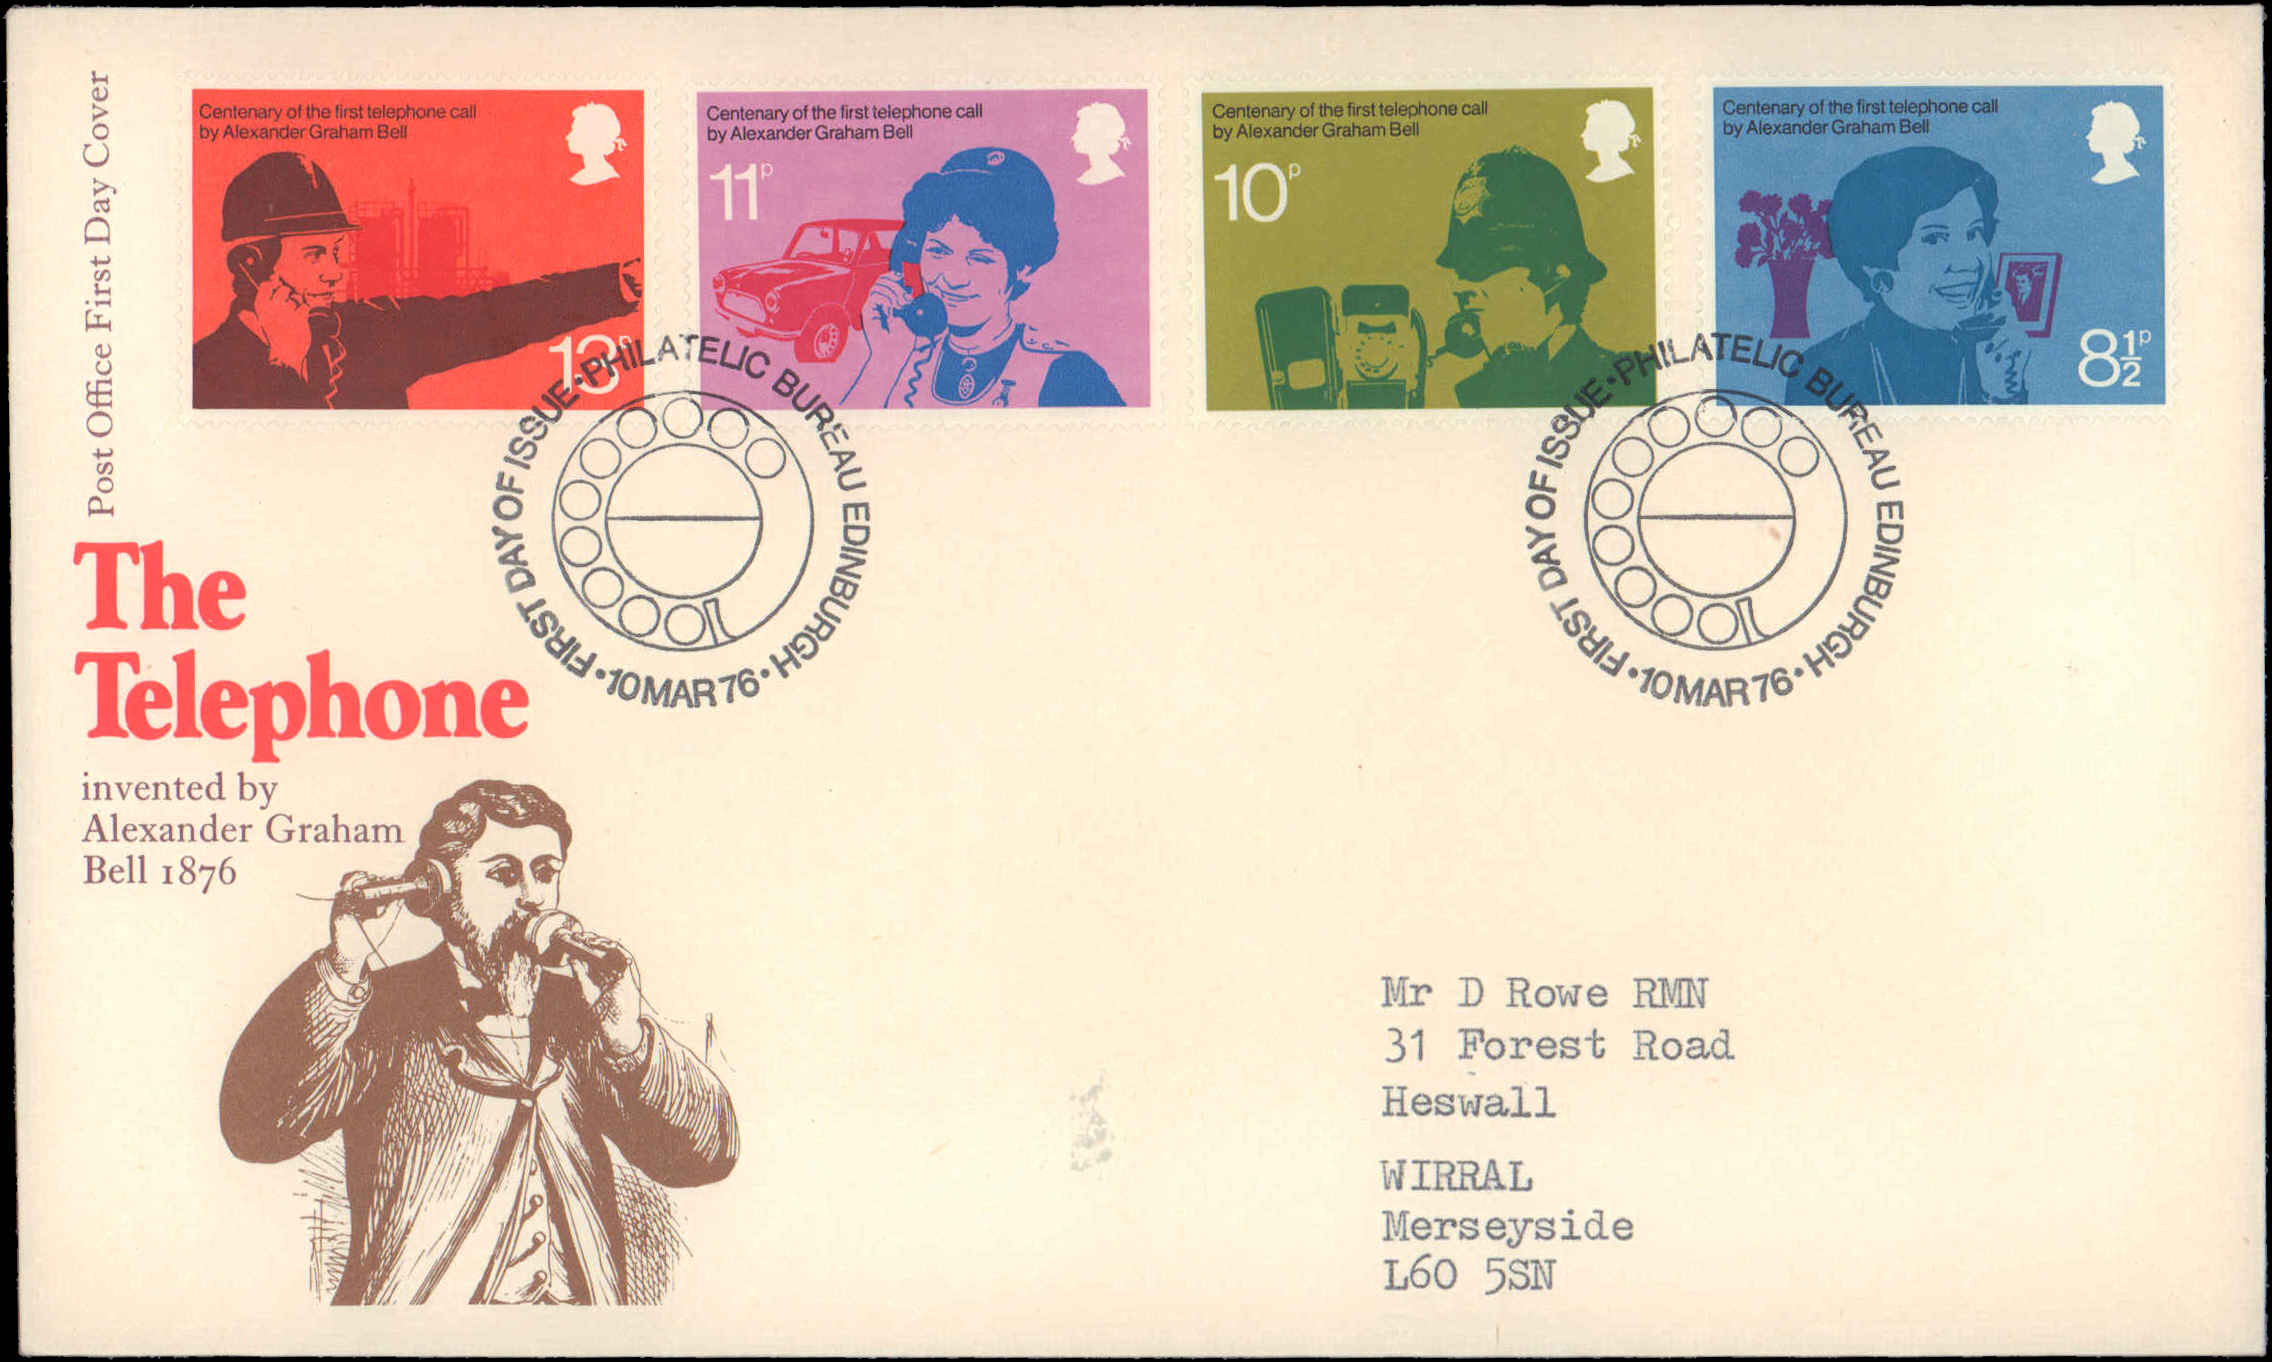 Post Office First Day Cover
Centenary of the first telephone call
by Alexander Graham Bell
13p
Centenary of the first telephone call
by Alexander Graham Bell
11p
Centenary of the first telephone call
by Alexander Graham Bell
10p
Centenary of the first telephone call
by Alexander Graham Bell
8½p
FIRST DAY OF ISSUE • PHILATELIC BUREAU EDINBURGH • 10 MAR 76 •
FIRST DAY OF ISSUE • PHILATELIC BUREAU EDINBURGH • 10 MAR 76 •
The
Telephone
invented by
Alexander Graham
Bell 1876
Mr D Rowe RMN
31 Forest Road
Heswall
WIRRAL
Merseyside
L60 5SN